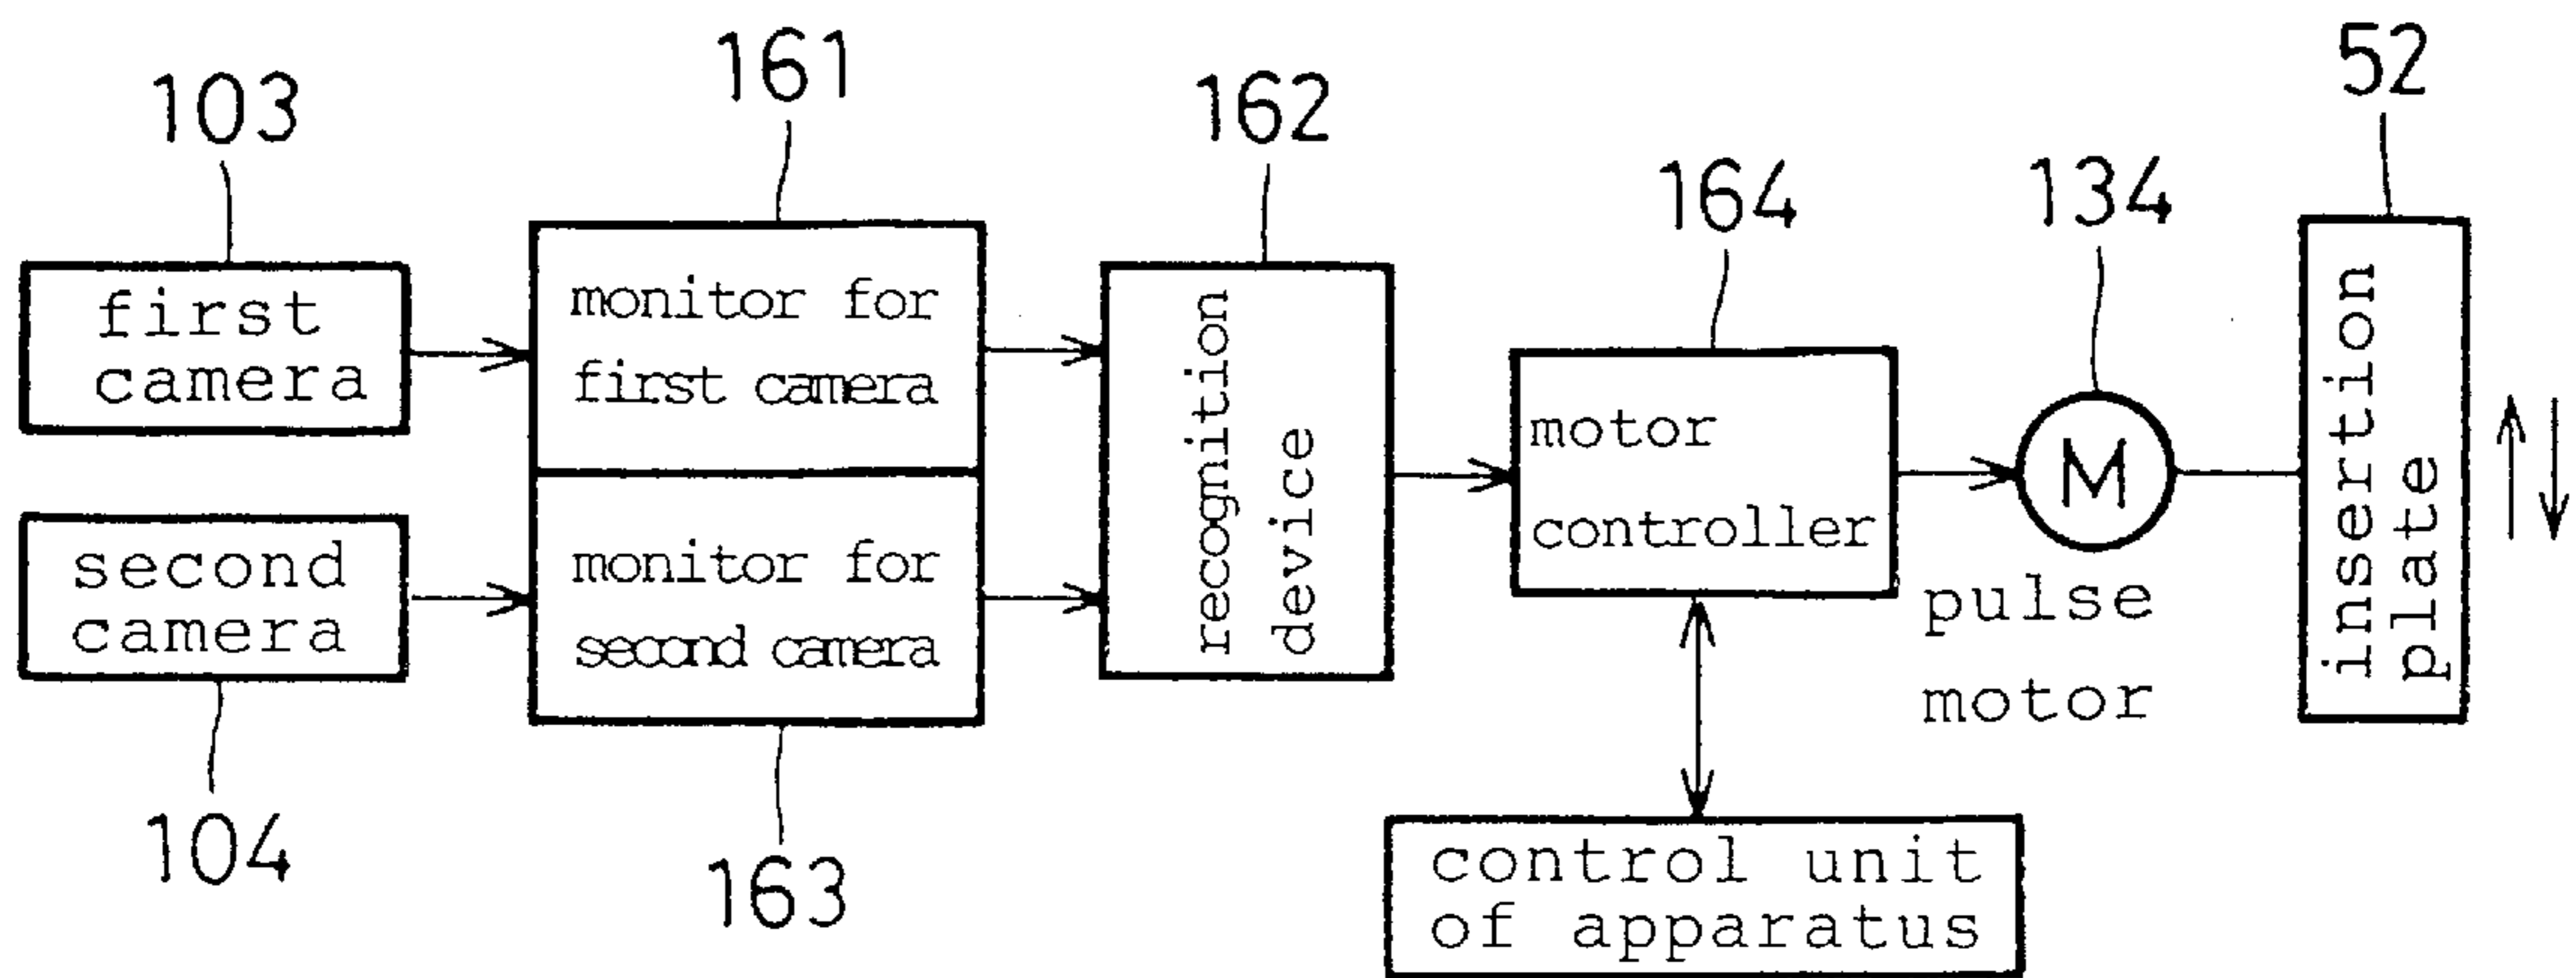 103
first
camera
second
camera
104
161
monitor for
first camera
monitor for
second camera
163
162
recognition
device
164
motor
controller
control unit
of apparatus
134
M
pulse
motor
52
insertion
plate